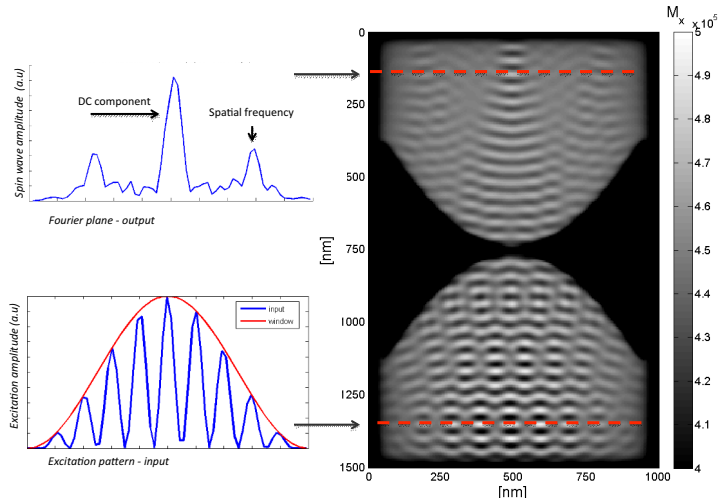 Spin wave amplitude (a.u)
DC component
Spatial frequency
Fourier plane - output
Excitation amplitude (a.u)
input
window
Excitation pattern - input
[nm]
0
250
500
750
1000
1250
1500
0
250
500
750
1000
[nm]
Mx
x 10^5
5
4.9
4.8
4.7
4.6
4.5
4.4
4.3
4.2
4.1
4